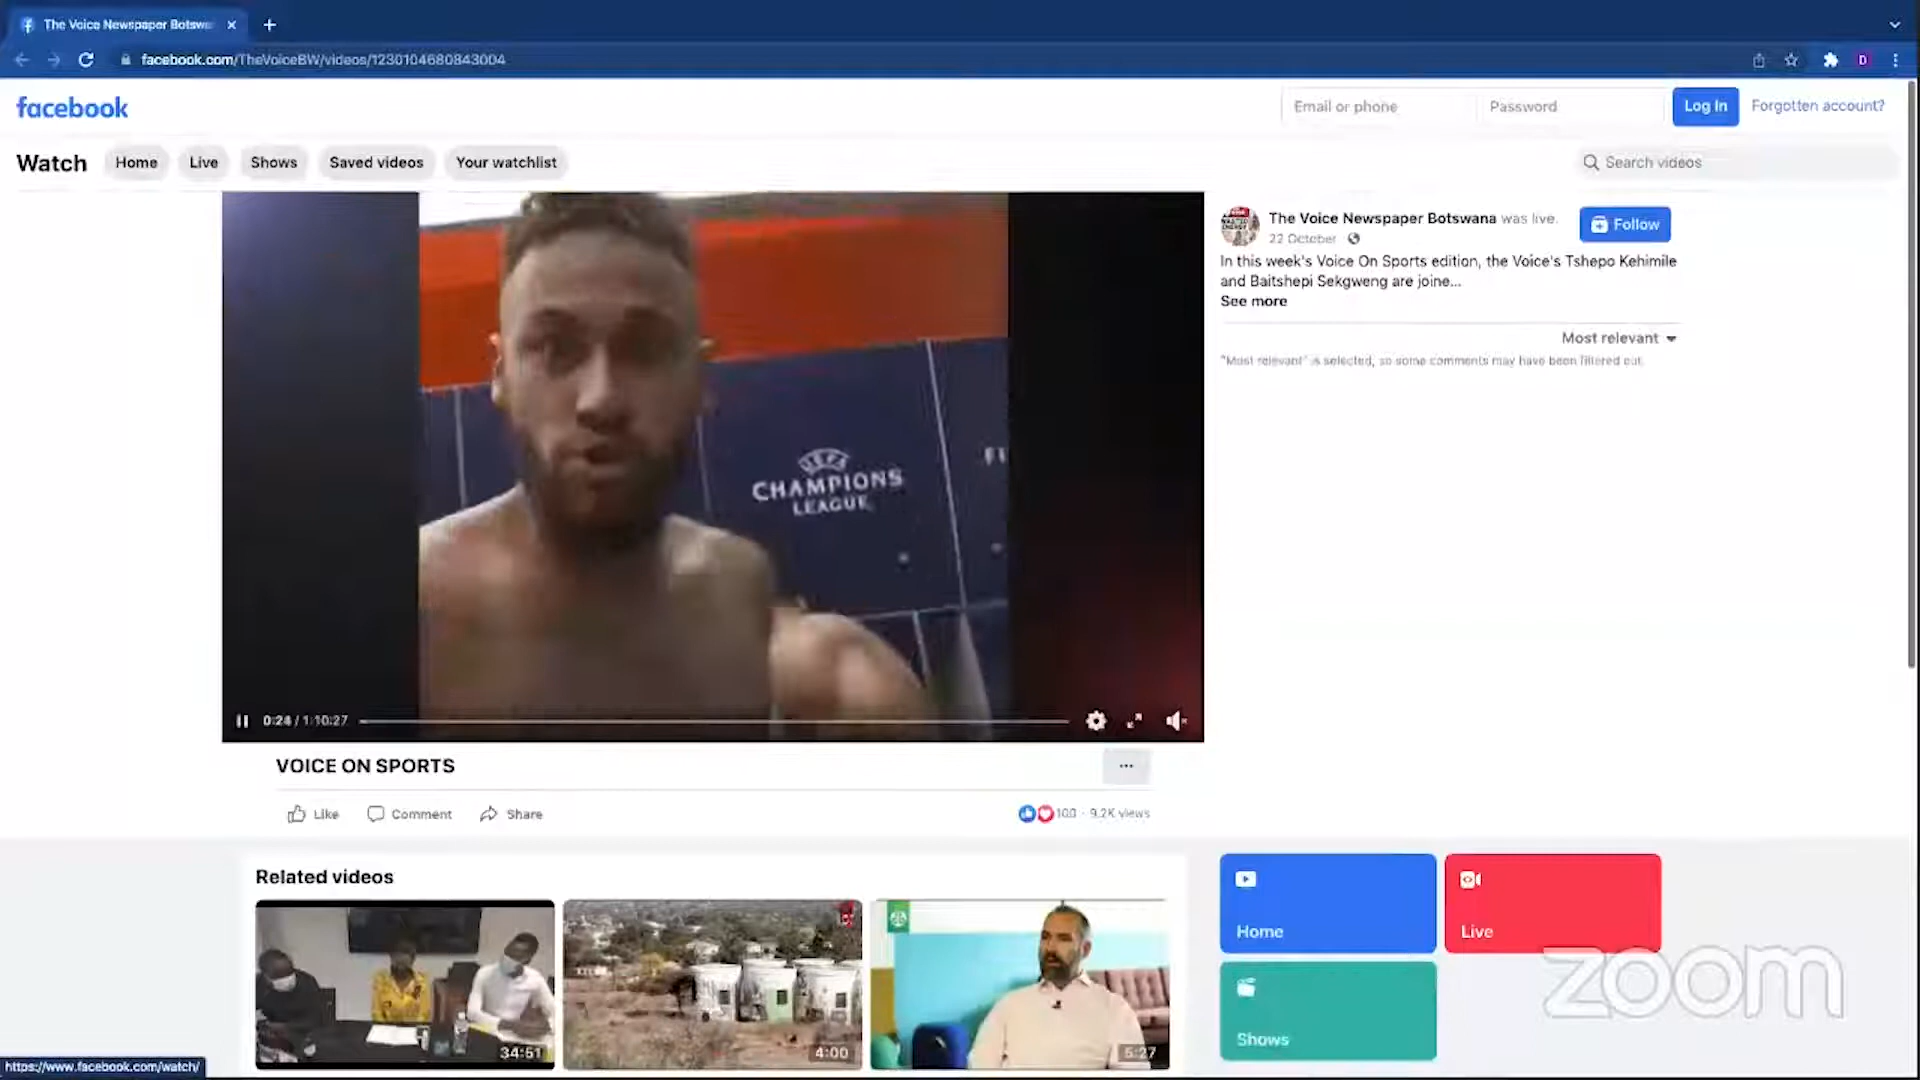 The Voice Newspaper Botswa
facebook.com/TheVoiceBW/videos/1230104680843004
D
facebook
Email or phone
Password
Log In
Forgotten account?
Watch
Home
Live
Shows
Saved videos
Your watchlist
Search videos
UEFA
CHAMPIONS
LEAGUE
0:24 / 1:10:27
The Voice Newspaper Botswana was live.
22 October
Follow
In this week's Voice On Sports edition, the Voice's Tshepo Kehimile
and Baitshepi Sekgweng are joine...
See more
Most relevant
"Most relevant" is selected, so some comments may have been filtered out.
VOICE ON SPORTS
Like
Comment
Share
100 · 9.2K views
Related videos
34:51
4:00
5:27
Home
Live
Shows
zoom
https://www.facebook.com/watch/